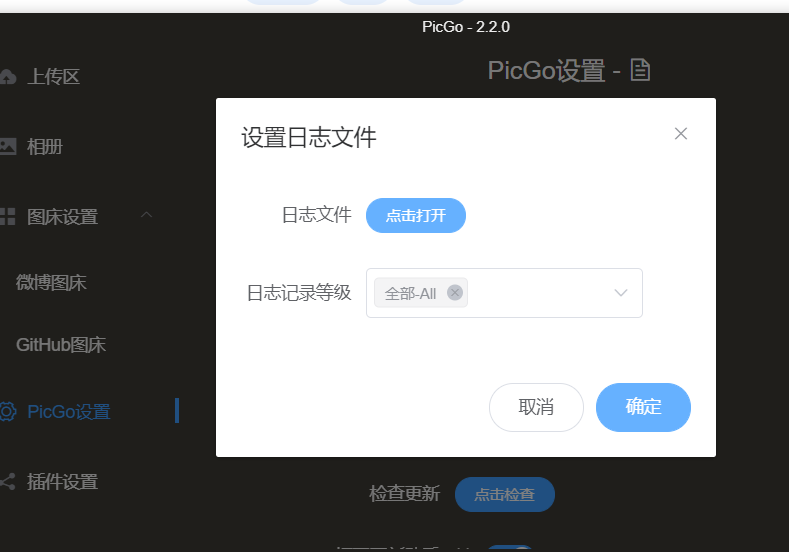 PicGo - 2.2.0
上传区
PicGo设置 -
设置日志文件
相册
日志文件
点击打开
图床设置
微博图床
日志记录等级
全部-All
GitHub图床
PicGo设置
取消
确定
插件设置
检查更新
点击检查